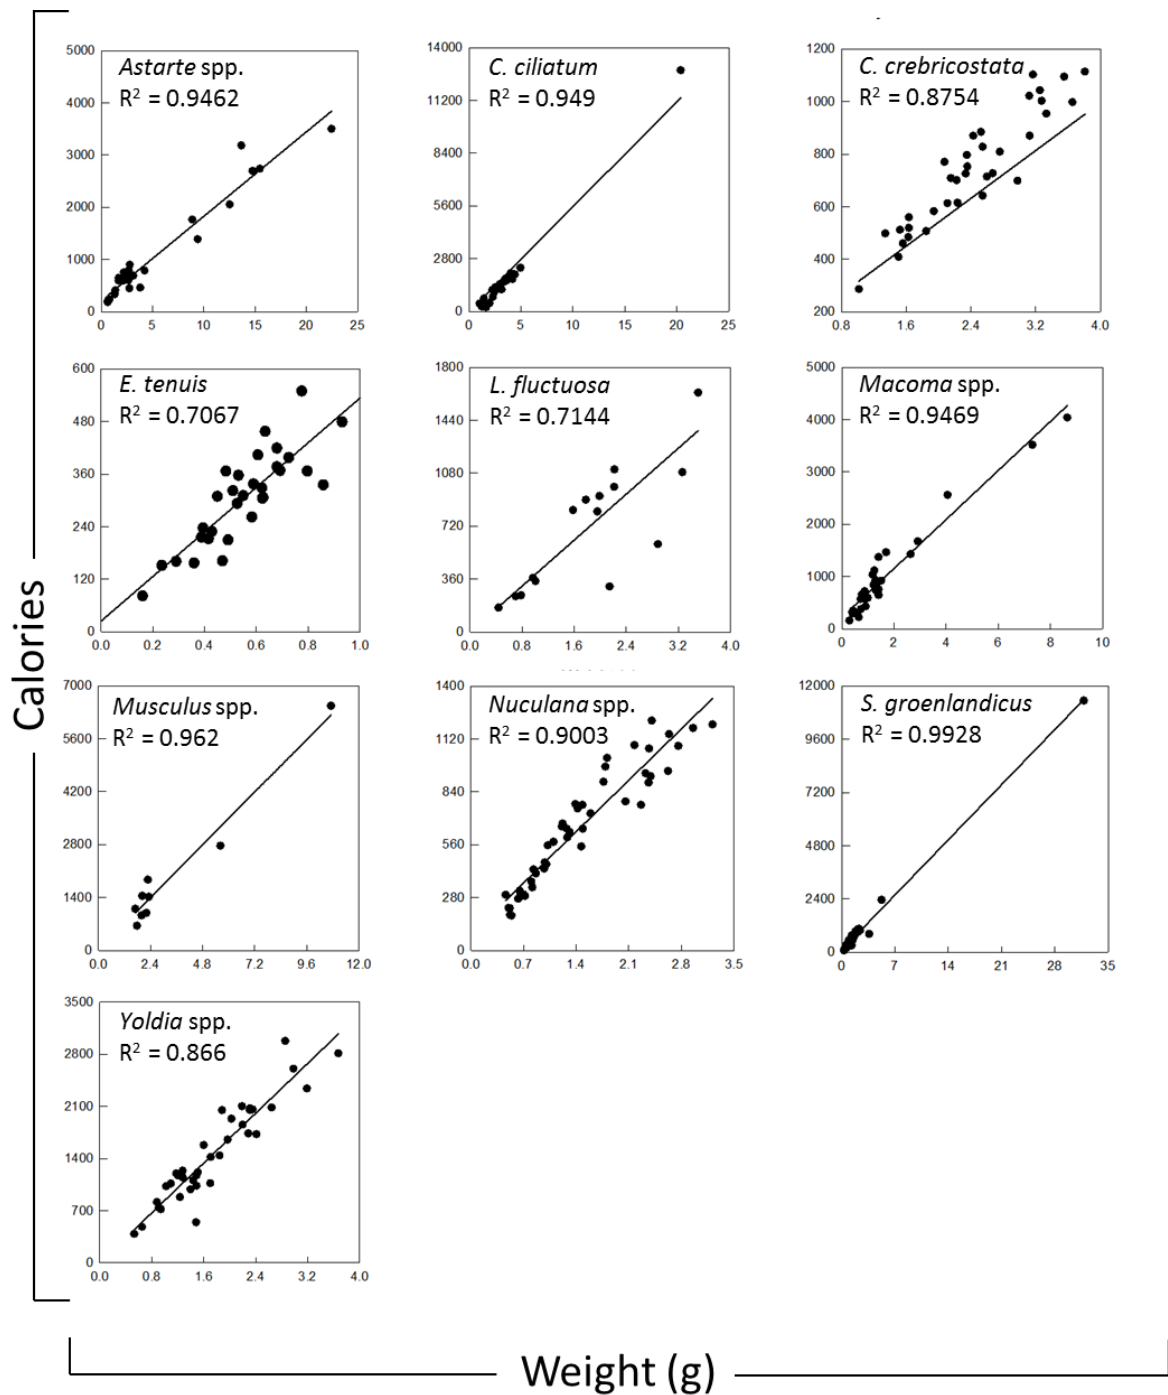 Astarte spp.
R² = 0.9462
5000
4000
3000
2000
1000
0
0 5 10 15 20 25
C. ciliatum
R² = 0.949
14000
11200
8400
5600
2800
0
0 5 10 15 20 25
C. crebricostata
R² = 0.8754
1200
1000
800
600
400
200
0.8 1.6 2.4 3.2 4.0
E. tenuis
R² = 0.7067
600
480
360
240
120
0
0.0 0.2 0.4 0.6 0.8 1.0
L. fluctuosa
R² = 0.7144
1800
1440
1080
720
360
0
0.0 0.8 1.6 2.4 3.2 4.0
Macoma spp.
R² = 0.9469
5000
4000
3000
2000
1000
0
0 2 4 6 8 10
Musculus spp.
R² = 0.962
7000
5600
4200
2800
1400
0
0.0 2.4 4.8 7.2 9.6 12.0
Nuculana spp.
R² = 0.9003
1400
1120
840
560
280
0
0.0 0.7 1.4 2.1 2.8 3.5
S. groenlandicus
R² = 0.9928
12000
9600
7200
4800
2400
0
0 7 14 21 28 35
Yoldia spp.
R² = 0.866
3500
2800
2100
1400
700
0
0.0 0.8 1.6 2.4 3.2 4.0
Calories
Weight (g)